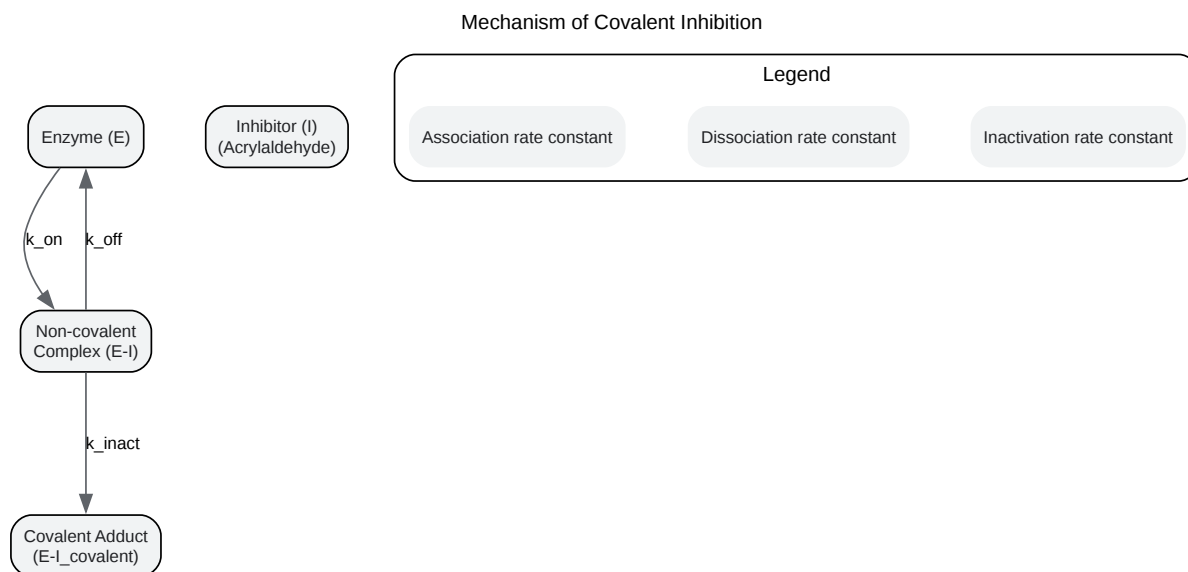 Mechanism of Covalent Inhibition
Legend
Enzyme (E)
Inhibitor (I)
(Acrylaldehyde)
Association rate constant
Dissociation rate constant
Inactivation rate constant
k_on
k_off
Non-covalent
Complex (E-I)
k_inact
Covalent Adduct
(E-I_covalent)